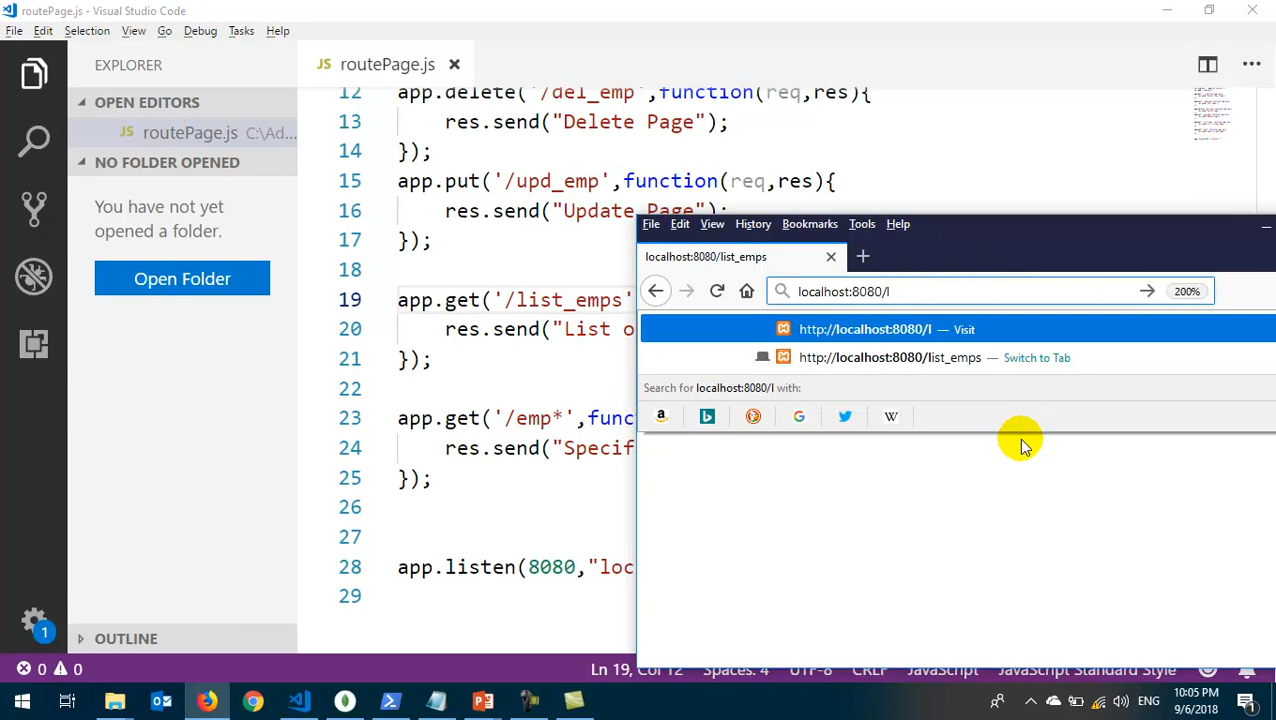 routePage.js - Visual Studio Code
File Edit Selection View Go Debug Tasks Help
EXPLORER
OPEN EDITORS
JS routePage.js C:\Ad...
NO FOLDER OPENED
You have not yet
opened a folder.
Open Folder
OUTLINE
JS routePage.js
12 app.delete('/del_emp',function(req,res){
13 res.send("Delete Page");
14 });
15 app.put('/upd_emp',function(req,res){
16 res.send("Update Page");
17 });
18
19 app.get('/list_emps'
20 res.send("List o
21 });
22
23 app.get('/emp*',func
24 res.send("Specif
25 });
26
27
28 app.listen(8080,"loc
29
File Edit View History Bookmarks Tools Help
localhost:8080/list_emps
localhost:8080/l 200%
http://localhost:8080/l — Visit
http://localhost:8080/list_emps — Switch to Tab
Search for localhost:8080/l with:
a G W
1
0 0 Ln 19, Col 12 Spaces: 4 UTF-8 CRLF JavaScript JavaScript Standard Style
ENG 10:05 PM
9/6/2018 1